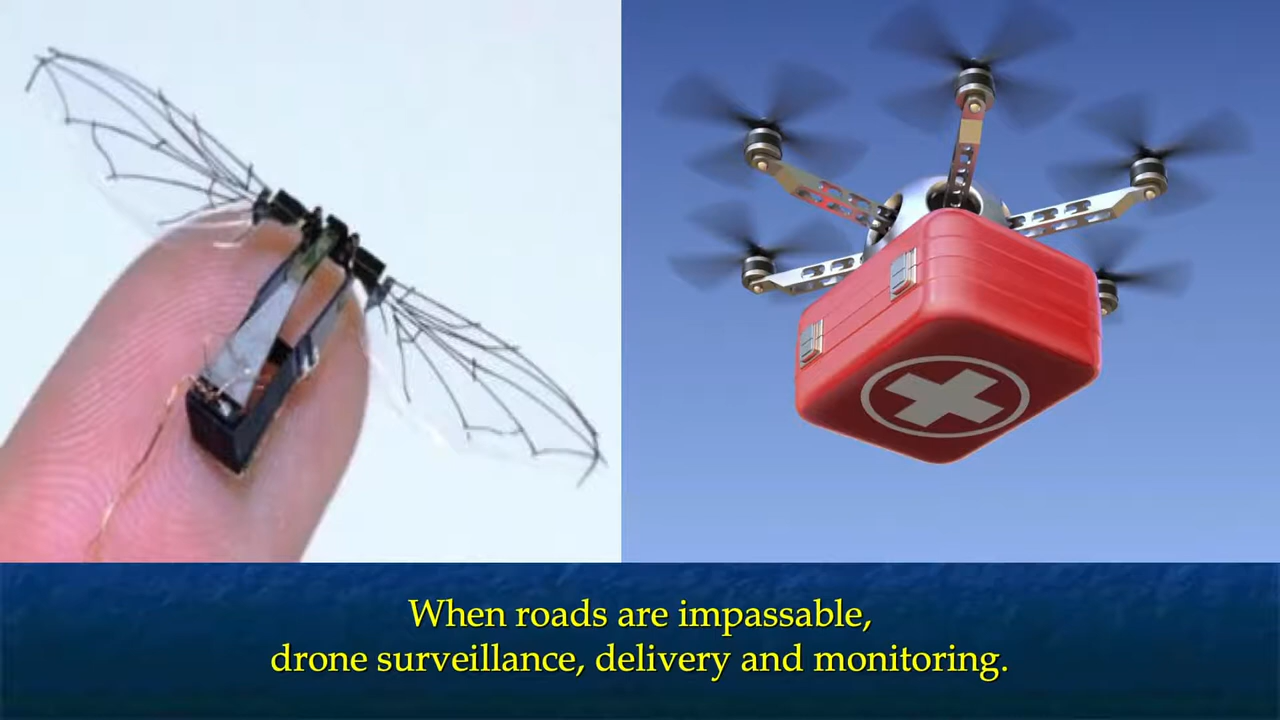 When roads are impassable,
drone surveillance, delivery and monitoring.